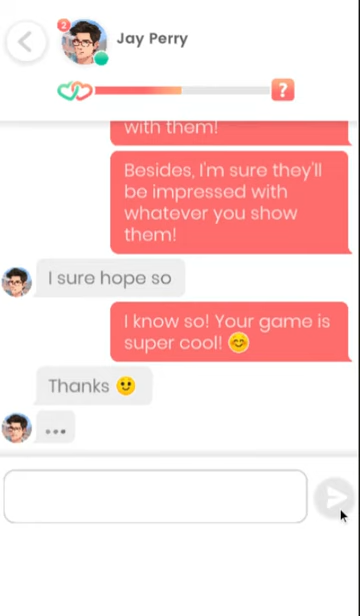 2
Jay Perry
?
with them!
Besides, I'm sure they'll
be impressed with
whatever you show
them!
I sure hope so
I know so! Your game is
super cool! 😊
Thanks 🙂
...